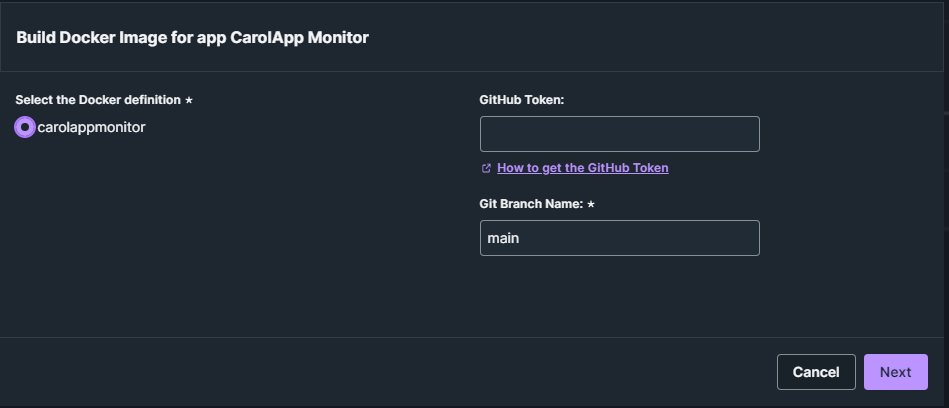 Build Docker Image for app CarolApp Monitor
Select the Docker definition *
carolappmonitor
GitHub Token:
How to get the GitHub Token
Git Branch Name: *
main
Cancel
Next